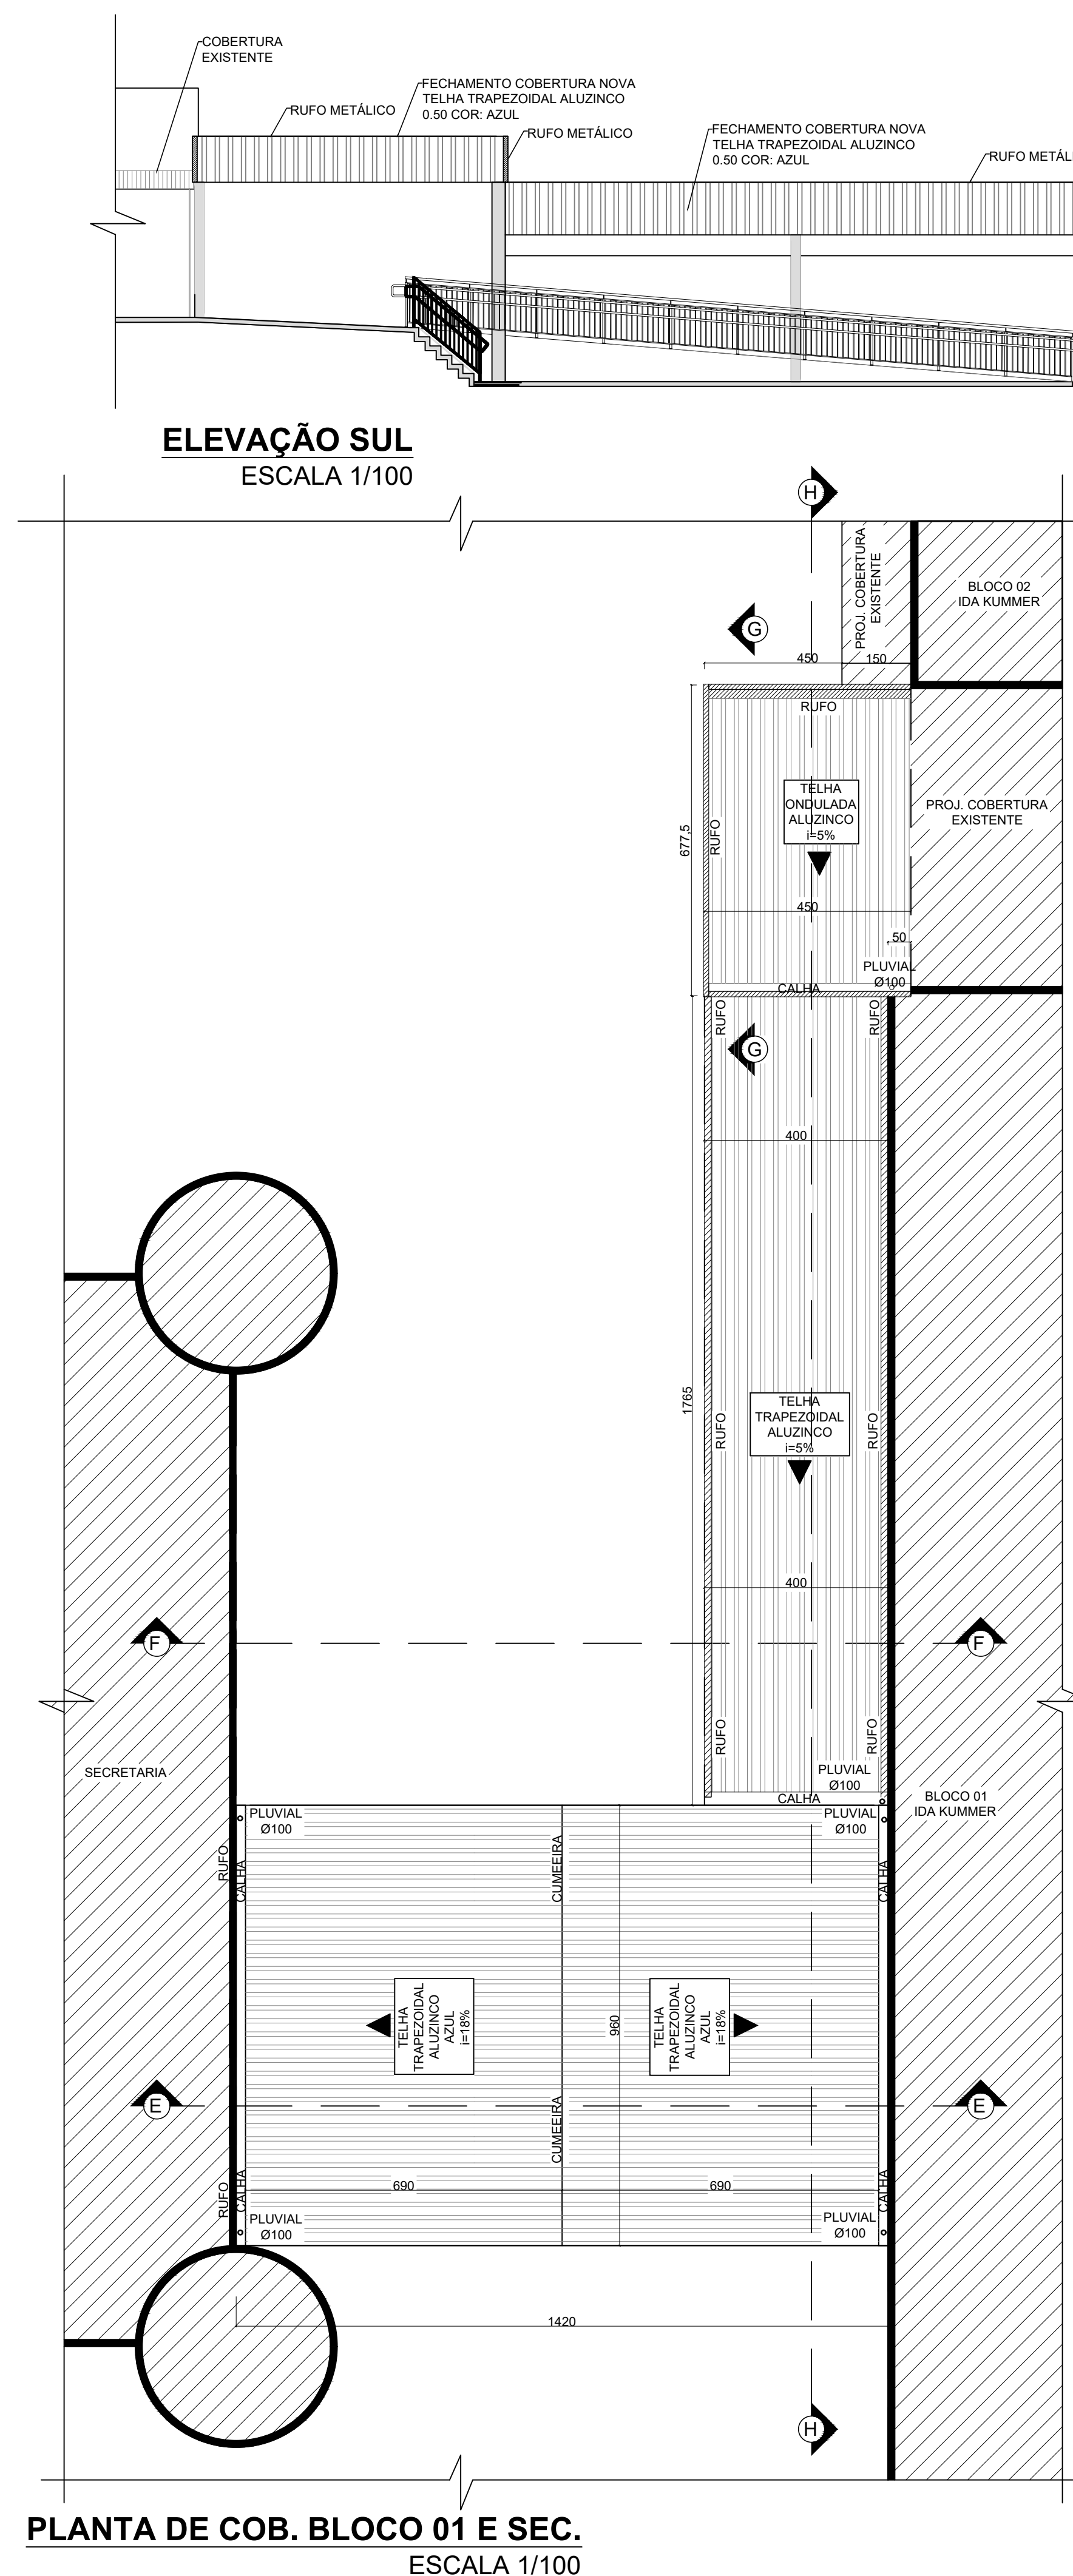 COBERTURA
EXISTENTE
FECHAMENTO COBERTURA NOVA
TELHA TRAPEZOIDAL ALUZINCO
0.50 COR: AZUL
RUFO METÁLICO
RUFO METÁLICO
FECHAMENTO COBERTURA NOVA
TELHA TRAPEZOIDAL ALUZINCO
0.50 COR: AZUL
RUFO METÁLI
ELEVAÇÃO SUL
ESCALA 1/100
H
PROJ. COBERTURA
EXISTENTE
BLOCO 02
IDA KUMMER
G
450
150
RUFO
TELHA
ONDULADA
ALUZINCO
i=5%
PROJ. COBERTURA
EXISTENTE
677,5
RUFO
450
50
PLUVIAL
Ø100
CALHA
RUFO
RUFO
G
400
1765
TELHA
TRAPEZOIDAL
ALUZINCO
i=5%
RUFO
RUFO
400
F
F
RUFO
RUFO
SECRETARIA
PLUVIAL
Ø100
CALHA
BLOCO 01
IDA KUMMER
PLUVIAL
Ø100
PLUVIAL
Ø100
RUFO
CALHA
CUMEEIRA
CALHA
TELHA
TRAPEZOIDAL
ALUZINCO
AZUL
i=18%
960
TELHA
TRAPEZOIDAL
ALUZINCO
AZUL
i=18%
E
E
CUMEEIRA
RUFO
CALHA
CALHA
690
690
PLUVIAL
Ø100
PLUVIAL
Ø100
1420
H
PLANTA DE COB. BLOCO 01 E SEC.
ESCALA 1/100